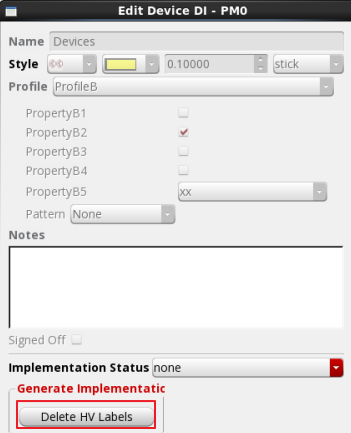 Edit Device DI - PM0
Name Devices
Style 0.10000 stick
Profile ProfileB
PropertyB1
PropertyB2
PropertyB3
PropertyB4
PropertyB5 xx
Pattern None
Notes
Signed Off
Implementation Status none
Generate Implementatic
Delete HV Labels